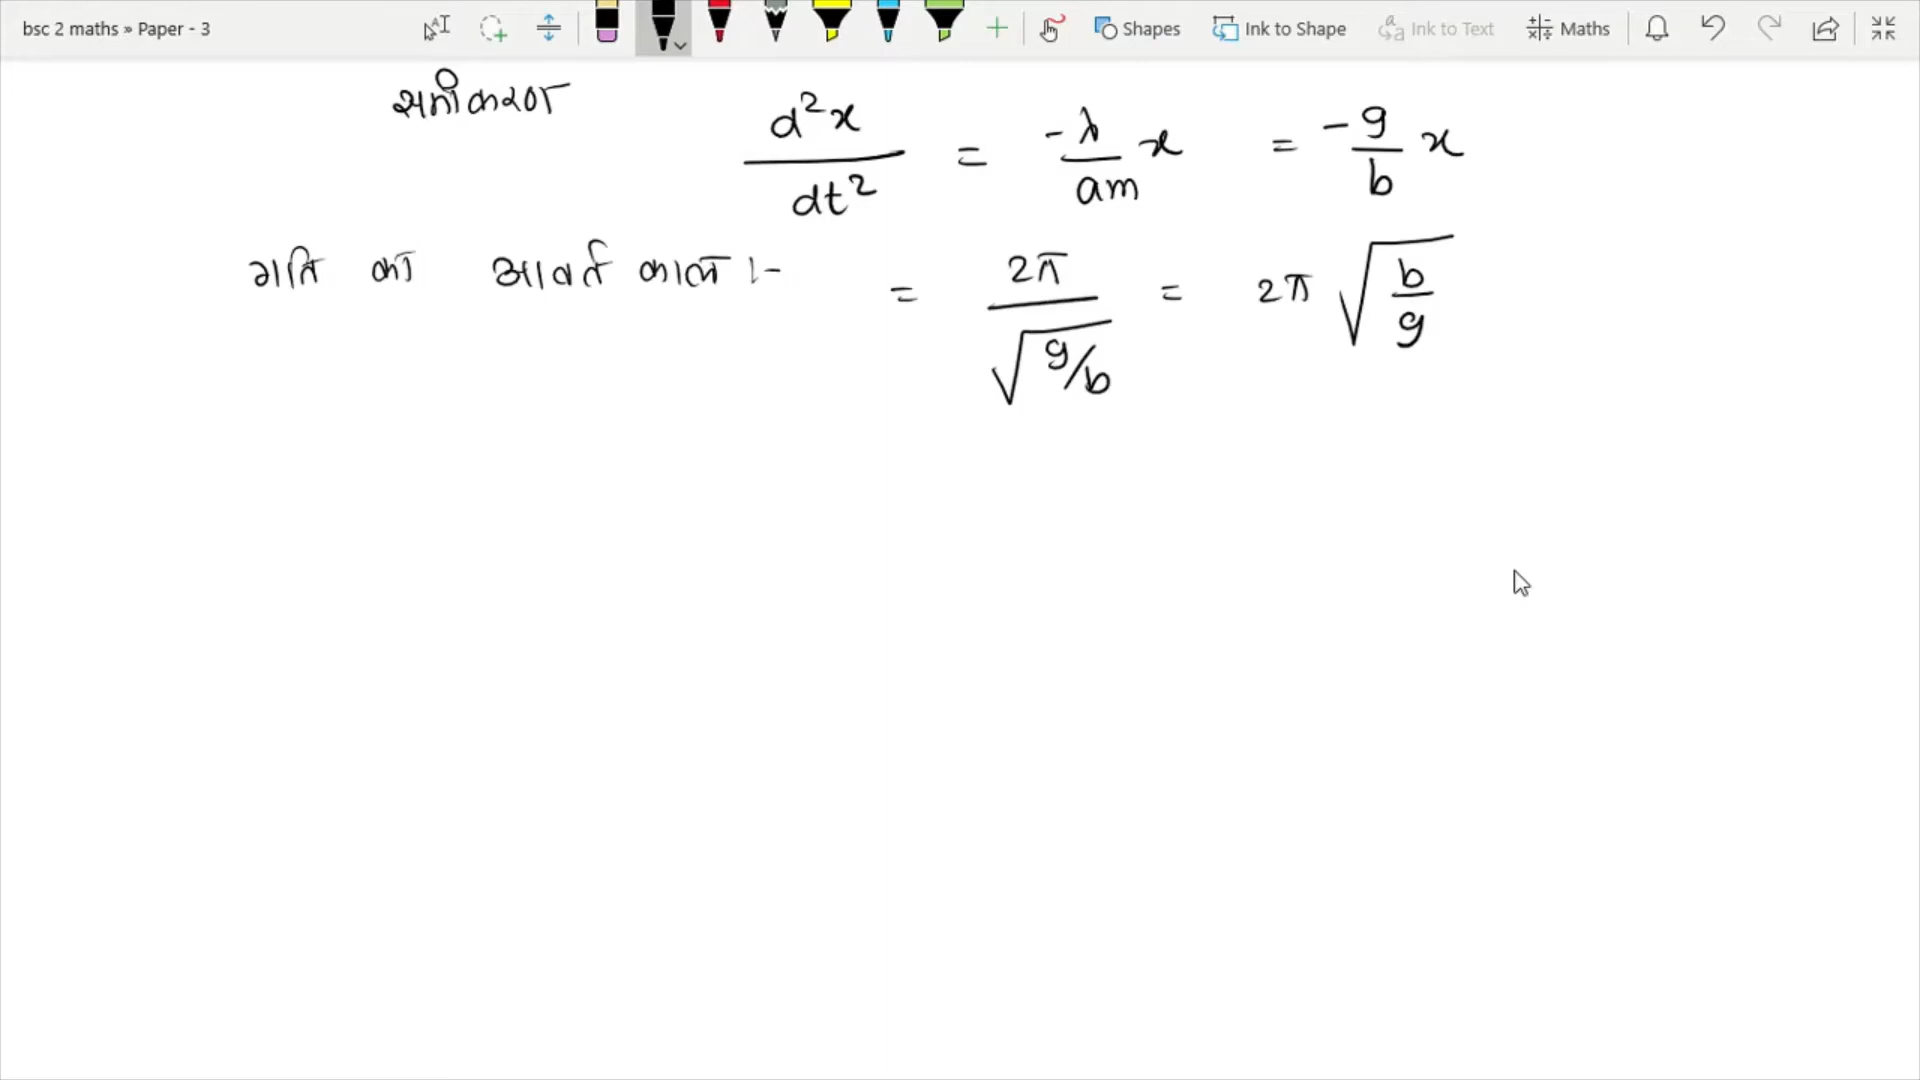 bsc 2 maths » Paper - 3
Shapes
Ink to Shape
Ink to Text
Maths
समीकरण
d²x/dt² = -λ/am x = -g/b x
गति का आवर्त काल :- = 2π/√(g/b) = 2π √(b/g)